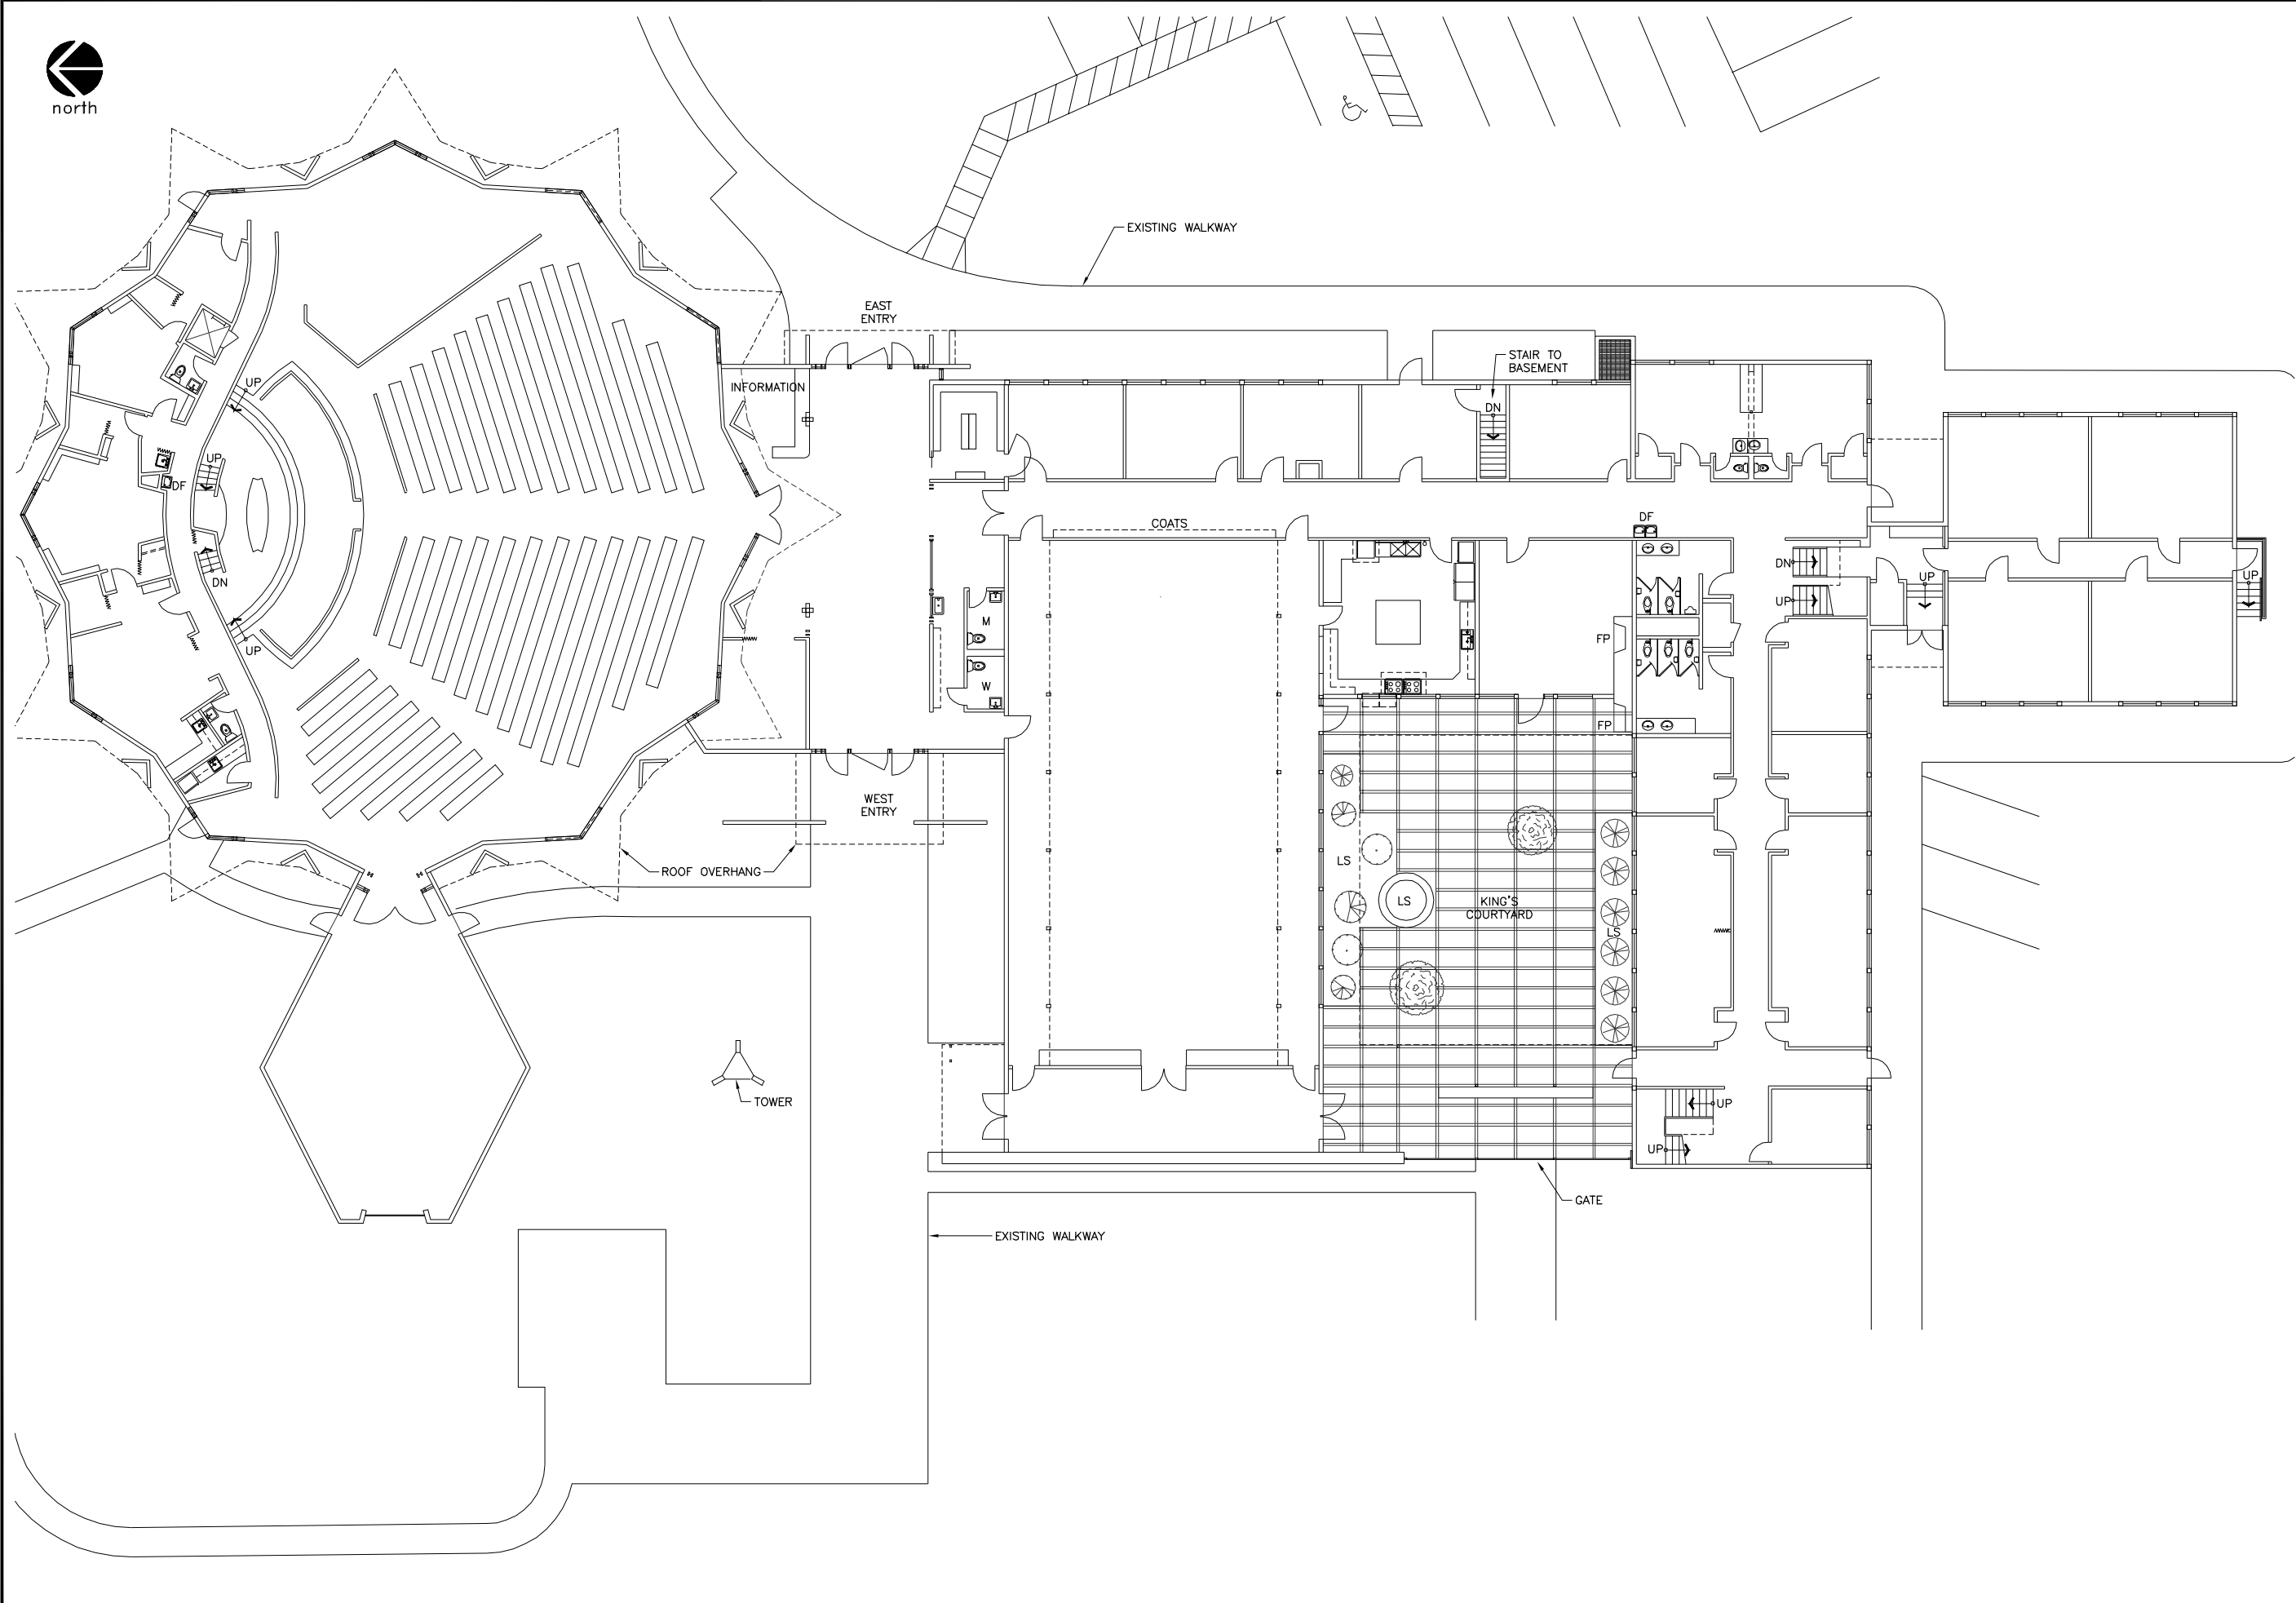 north
EXISTING WALKWAY
EAST
ENTRY
INFORMATION
STAIR TO
BASEMENT
DN
UP
UP
DF
COATS
DF
DN
UP
UP
UP
DN
UP
M
W
FP
FP
UP
WEST
ENTRY
ROOF OVERHANG
LS
LS
KING'S
COURTYARD
LS
TOWER
UP
UP
GATE
EXISTING WALKWAY